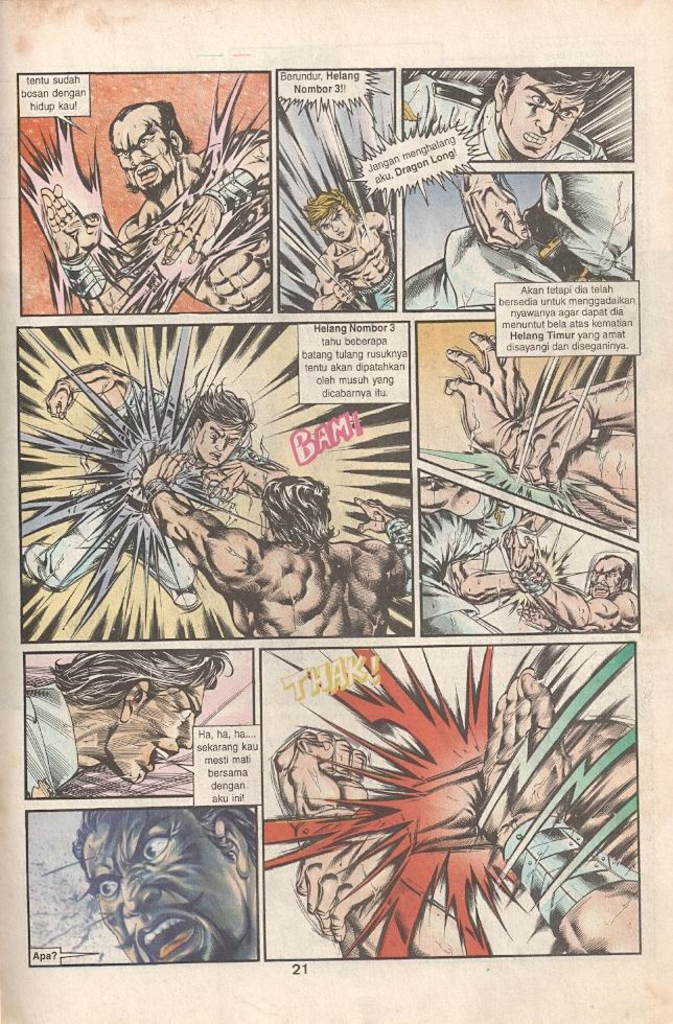 tentu sudah
bosan dengan
hidup kau!
Berundur, Helang
Nombor 3!!
Jangan menghalang
aku, Dragon Long!
Akan tetapi dia telah
bersedia untuk menggadaikan
nyawanya agar dapat dia
menuntut bela atas kematian
Helang Timur yang amat
disayangi dan diseganinya.
Helang Nombor 3
tahu beberapa
batang tulang rusuknya
tentu akan dipatahkan
oleh musuh yang
dicabarnya itu.
BAMM
THAK!
Ha, ha, ha....
sekarang kau
mesti mati
bersama
dengan
aku ini!
Apa?
21